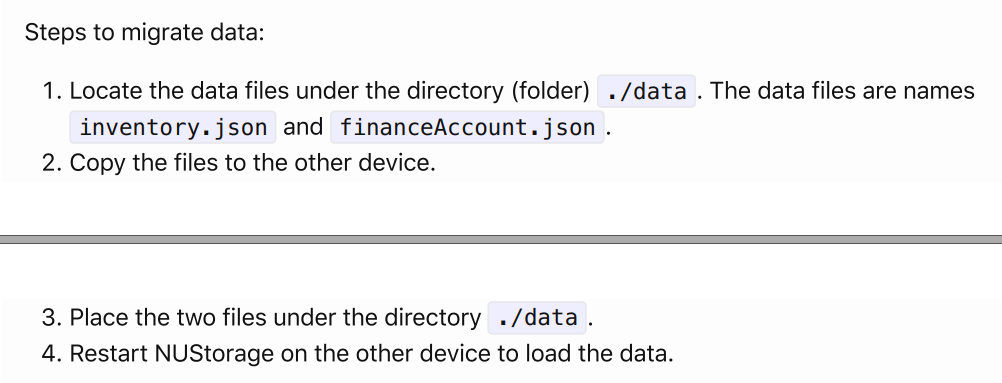 Steps to migrate data:
1. Locate the data files under the directory (folder) ./data . The data files are names
inventory.json and financeAccount.json .
2. Copy the files to the other device.
3. Place the two files under the directory ./data .
4. Restart NUStorage on the other device to load the data.